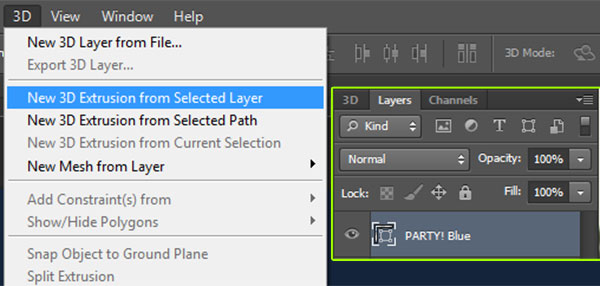 3D View Window Help
New 3D Layer from File...
Export 3D Layer...
New 3D Extrusion from Selected Layer
New 3D Extrusion from Selected Path
New 3D Extrusion from Current Selection
New Mesh from Layer
Add Constraint(s) from
Show/Hide Polygons
Snap Object to Ground Plane
Split Extrusion
3D Mode:
3D Layers Channels
Kind
Normal Opacity: 100%
Lock: Fill: 100%
PARTY! Blue